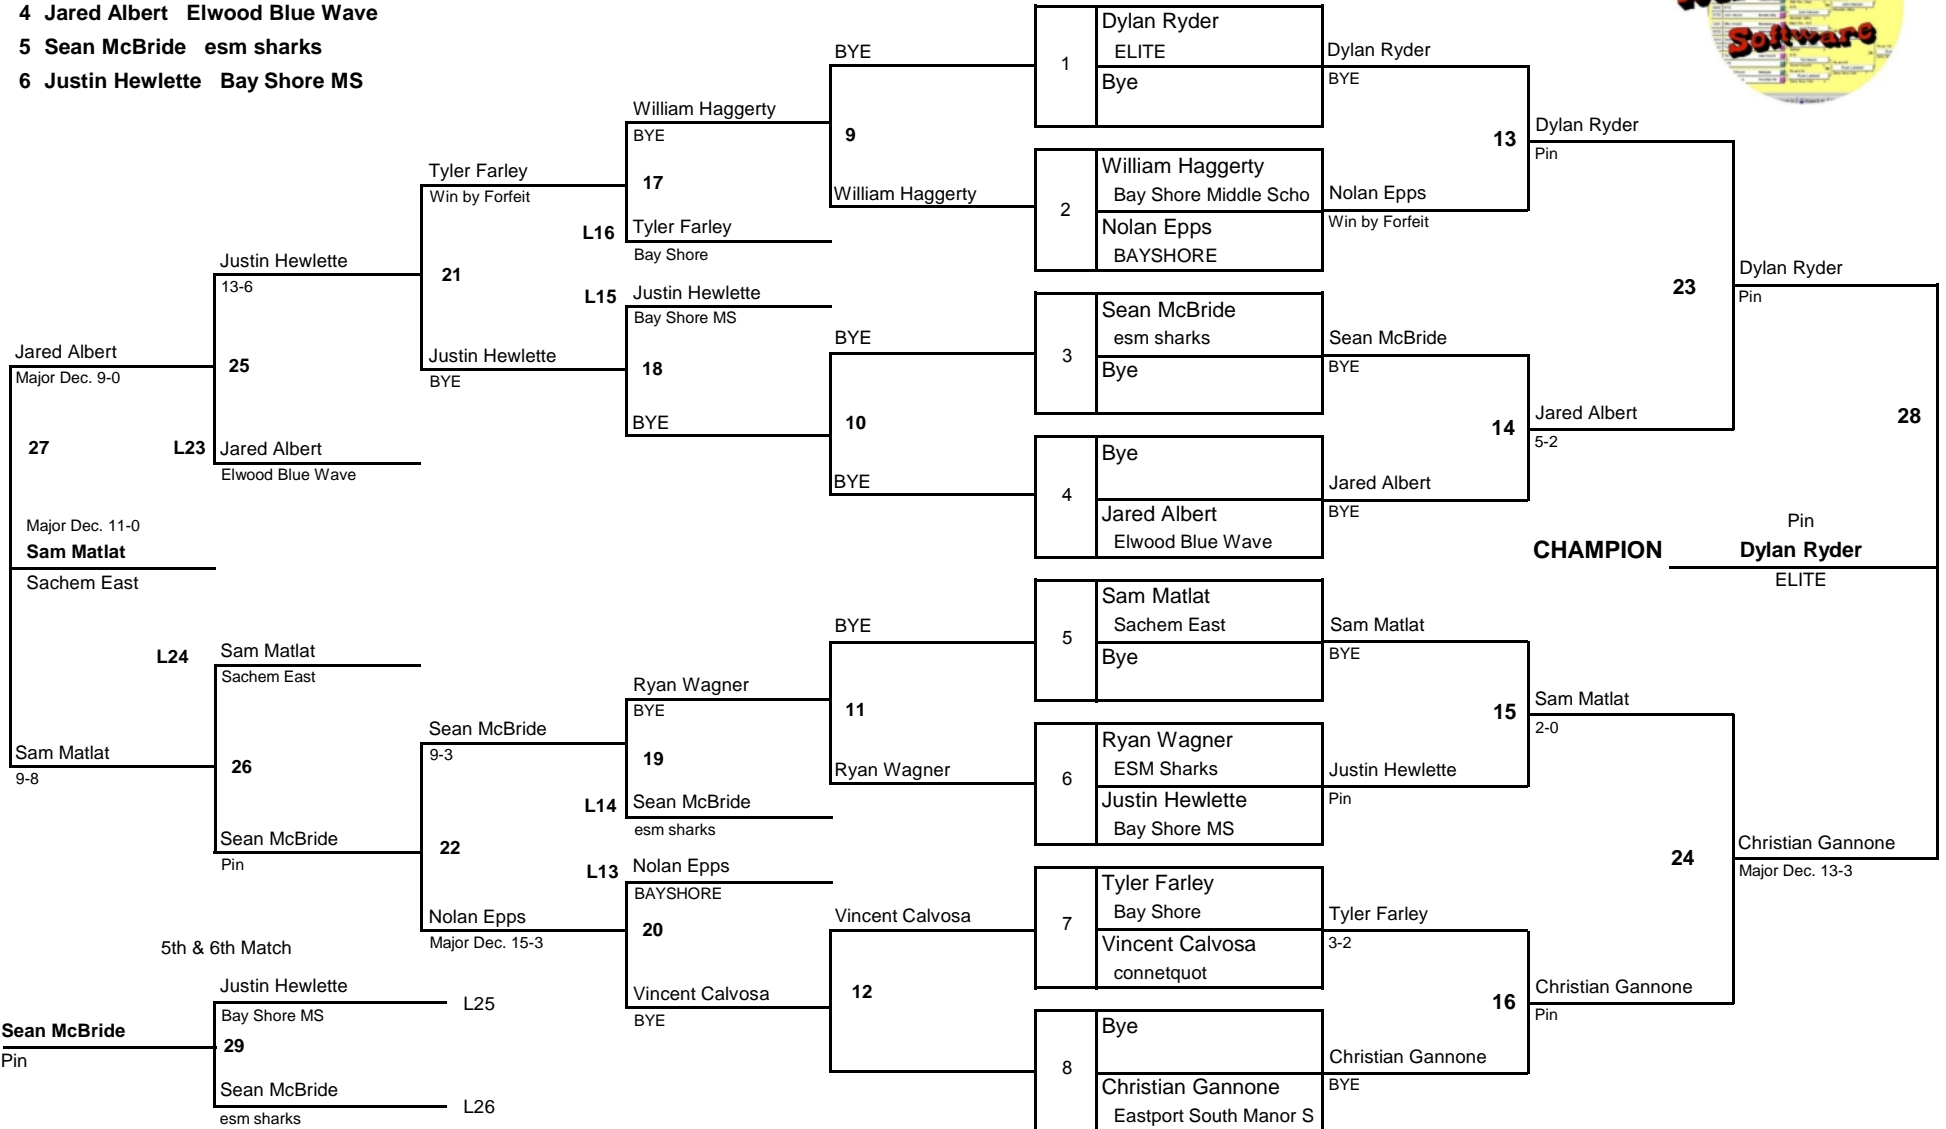 4 Jared Albert Elwood Blue Wave
5 Sean McBride esm sharks
6 Justin Hewlette Bay Shore MS
Software
Jared Albert
Major Dec. 9-0
27
Major Dec. 11-0
Sam Matlat
Sachem East
Sam Matlat
9-8
5th & 6th Match
Sean McBride
Pin
Justin Hewlette
13-6
25
L23
Jared Albert
Elwood Blue Wave
L24
Sam Matlat
Sachem East
26
Sean McBride
Pin
Justin Hewlette
L25
Bay Shore MS
29
Sean McBride
L26
esm sharks
Tyler Farley
Win by Forfeit
21
Justin Hewlette
BYE
Sean McBride
9-3
22
Nolan Epps
Major Dec. 15-3
William Haggerty
BYE
17
L16
Tyler Farley
Bay Shore
L15
Justin Hewlette
Bay Shore MS
18
BYE
Ryan Wagner
BYE
19
L14
Sean McBride
esm sharks
L13
Nolan Epps
BAYSHORE
20
Vincent Calvosa
BYE
BYE
9
William Haggerty
BYE
10
BYE
BYE
11
Ryan Wagner
Vincent Calvosa
12
1
Dylan Ryder
ELITE
Bye
2
William Haggerty
Bay Shore Middle Scho
Nolan Epps
BAYSHORE
3
Sean McBride
esm sharks
Bye
4
Bye
Jared Albert
Elwood Blue Wave
5
Sam Matlat
Sachem East
Bye
6
Ryan Wagner
ESM Sharks
Justin Hewlette
Bay Shore MS
7
Tyler Farley
Bay Shore
Vincent Calvosa
connetquot
8
Bye
Christian Gannone
Eastport South Manor S
Dylan Ryder
BYE
13
Nolan Epps
Win by Forfeit
Sean McBride
BYE
14
Jared Albert
BYE
Sam Matlat
BYE
15
Justin Hewlette
Pin
Tyler Farley
3-2
16
Christian Gannone
BYE
Dylan Ryder
Pin
23
Jared Albert
5-2
Sam Matlat
2-0
24
Christian Gannone
Pin
Dylan Ryder
Pin
28
Pin
CHAMPION Dylan Ryder
ELITE
Christian Gannone
Major Dec. 13-3